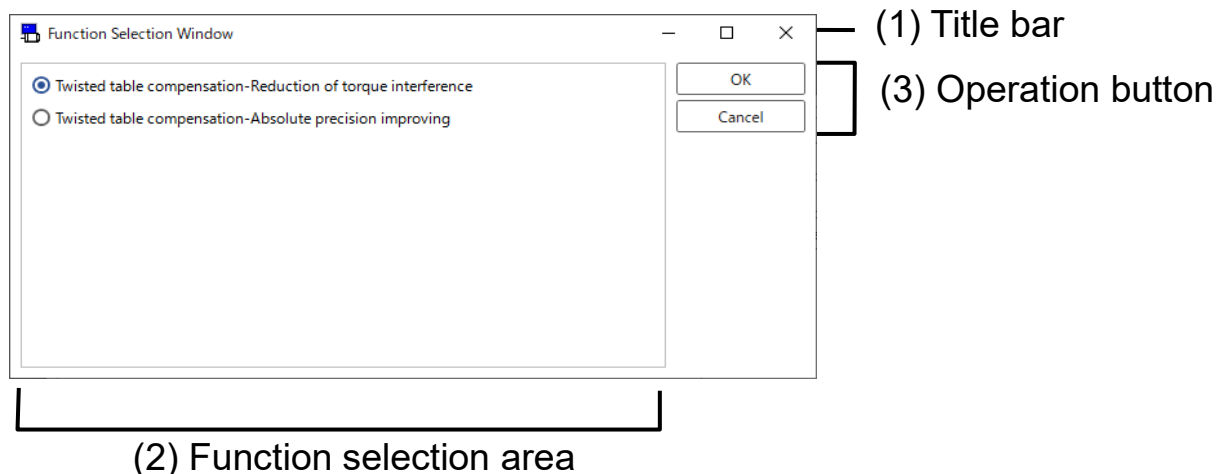 Function Selection Window
(1) Title bar
Twisted table compensation-Reduction of torque interference
OK
(3) Operation button
Twisted table compensation-Absolute precision improving
Cancel
(2) Function selection area